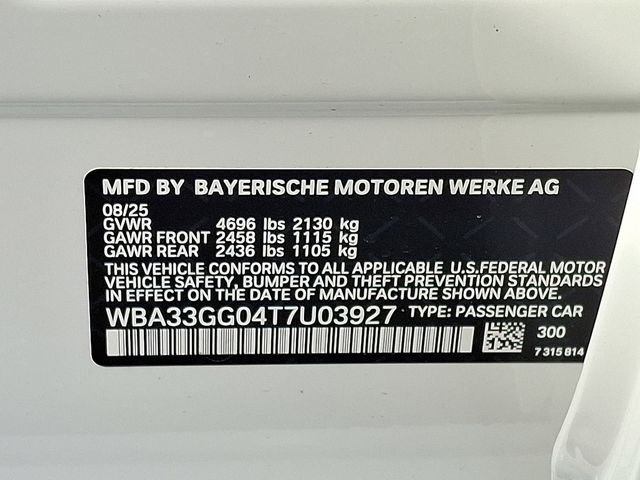 MFD BY BAYERISCHE MOTOREN WERKE AG
08/25
GVWR 4696 lbs 2130 kg
GAWR FRONT 2458 lbs 1115 kg
GAWR REAR 2436 lbs 1105 kg
THIS VEHICLE CONFORMS TO ALL APPLICABLE U.S.FEDERAL MOTOR
VEHICLE SAFETY, BUMPER AND THEFT PREVENTION STANDARDS
IN EFFECT ON THE DATE OF MANUFACTURE SHOWN ABOVE.
WBA33GG04T7U03927 TYPE: PASSENGER CAR
300
7 315 814